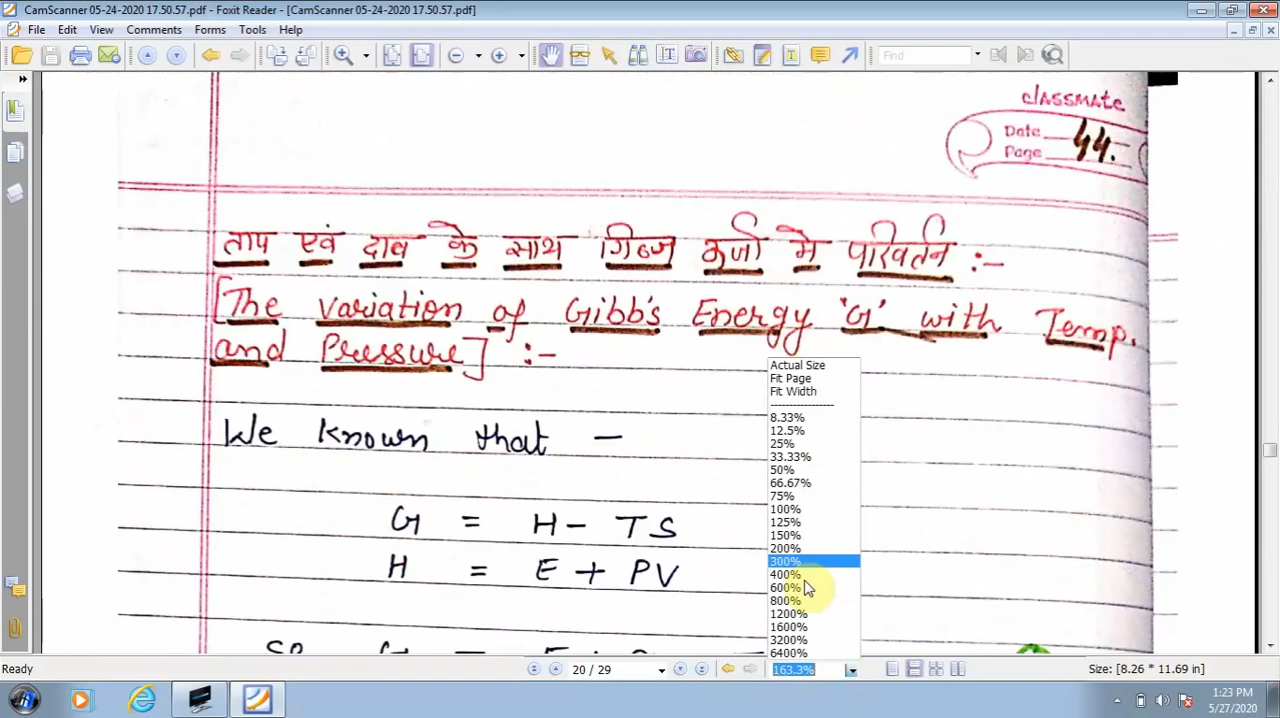 CamScanner 05-24-2020 17.50.57.pdf - Foxit Reader - [CamScanner 05-24-2020 17.50.57.pdf]
File Edit View Comments Forms Tools Help
Find
classmate
Date
Page 44.
ताप एवं दाब के साथ गिब्ज ऊर्जा मे परिवर्तन :-
[The variation of Gibb's Energy 'G' with Temp.
and Pressure] :-
We known that -
G = H - TS
H = E + PV
Actual Size
Fit Page
Fit Width
--------------------
8.33%
12.5%
25%
33.33%
50%
66.67%
75%
100%
125%
150%
200%
300%
400%
600%
800%
1200%
1600%
3200%
6400%
Ready
20 / 29
163.3%
Size: [8.26 * 11.69 in]
1:23 PM
5/27/2020